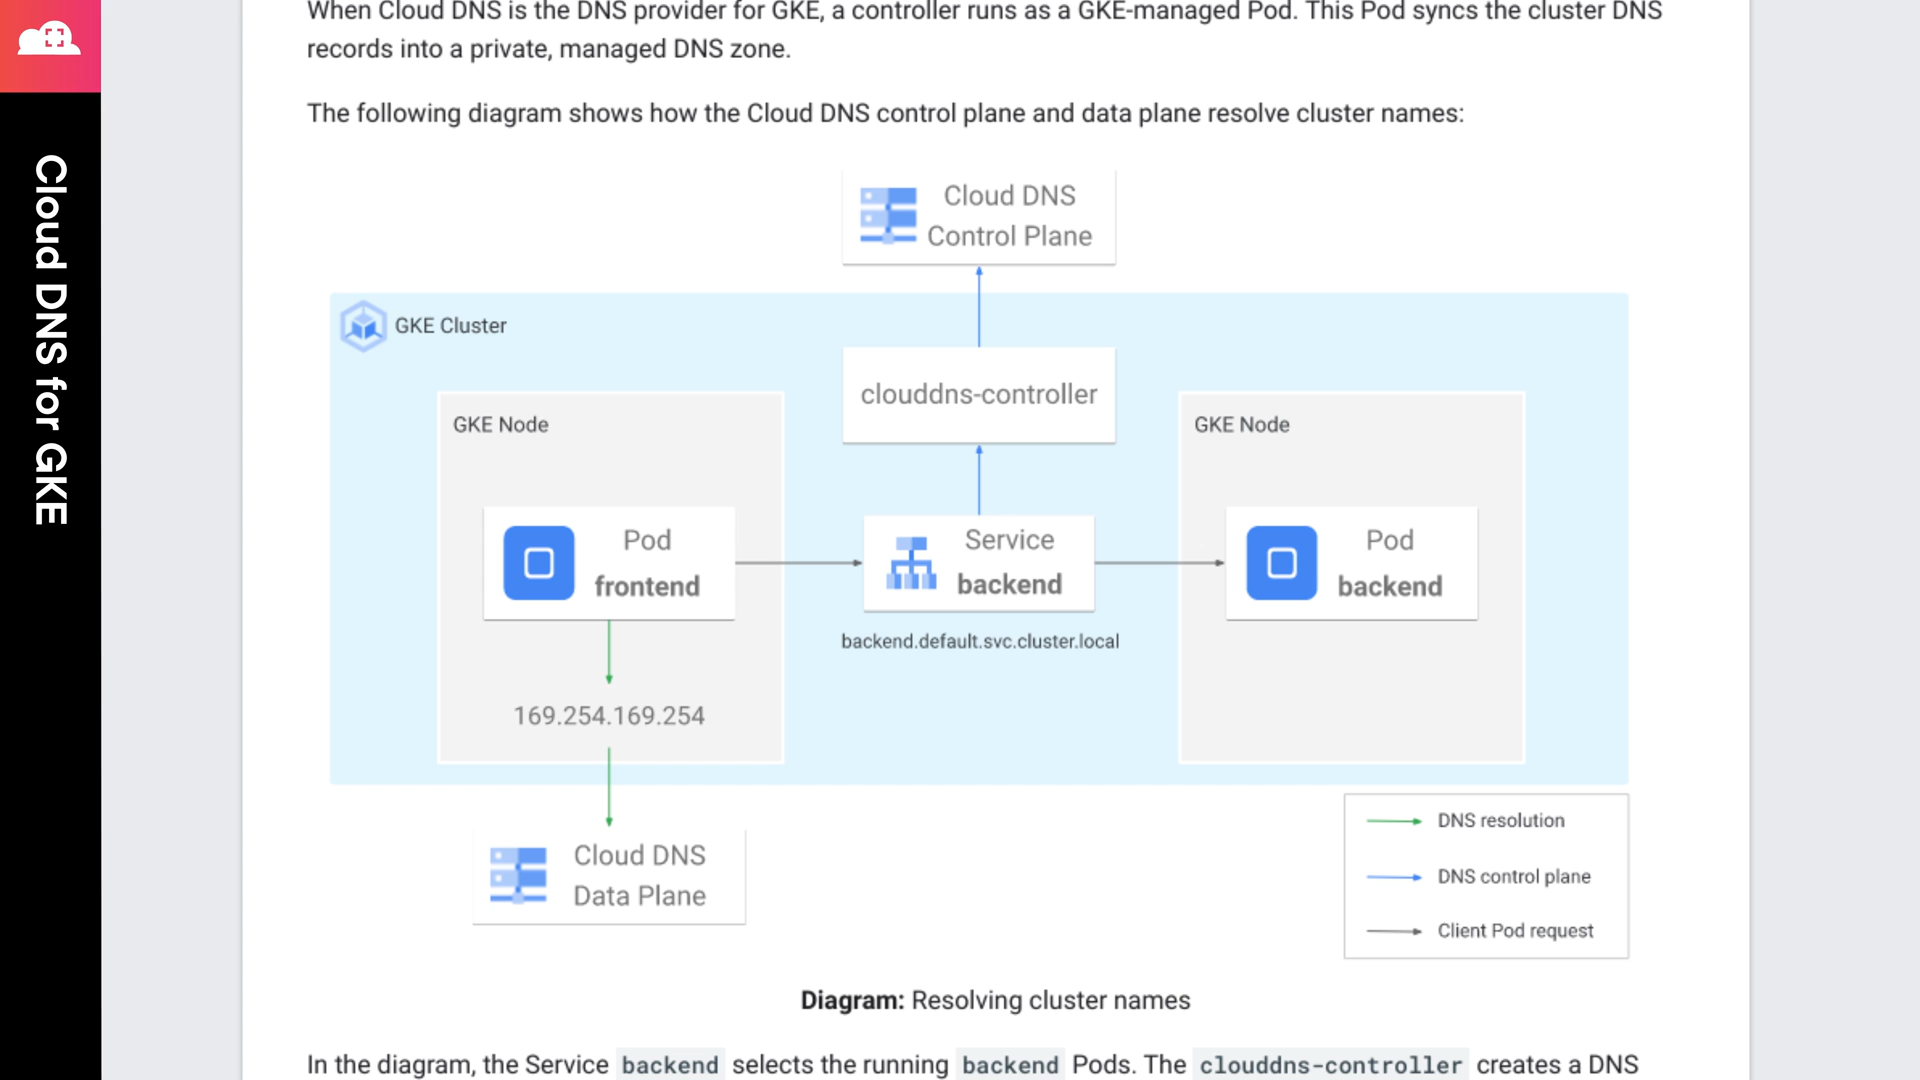 Cloud DNS for GKE
When Cloud DNS is the DNS provider for GKE, a controller runs as a GKE-managed Pod. This Pod syncs the cluster DNS
records into a private, managed DNS zone.
The following diagram shows how the Cloud DNS control plane and data plane resolve cluster names:
Cloud DNS
Control Plane
GKE Cluster
clouddns-controller
GKE Node
GKE Node
Pod
frontend
Service
backend
Pod
backend
backend.default.svc.cluster.local
169.254.169.254
Cloud DNS
Data Plane
DNS resolution
DNS control plane
Client Pod request
Diagram: Resolving cluster names
In the diagram, the Service backend selects the running backend Pods. The clouddns-controller creates a DNS